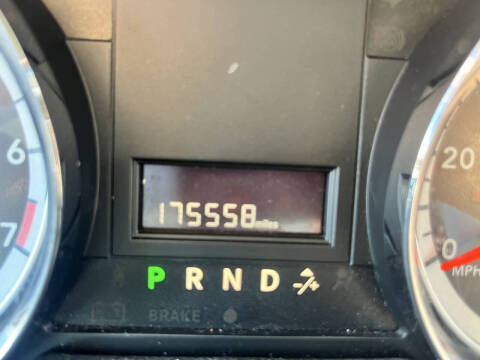 6
7
175558 miles
P R N D -/+
BRAKE
20
0
MPH